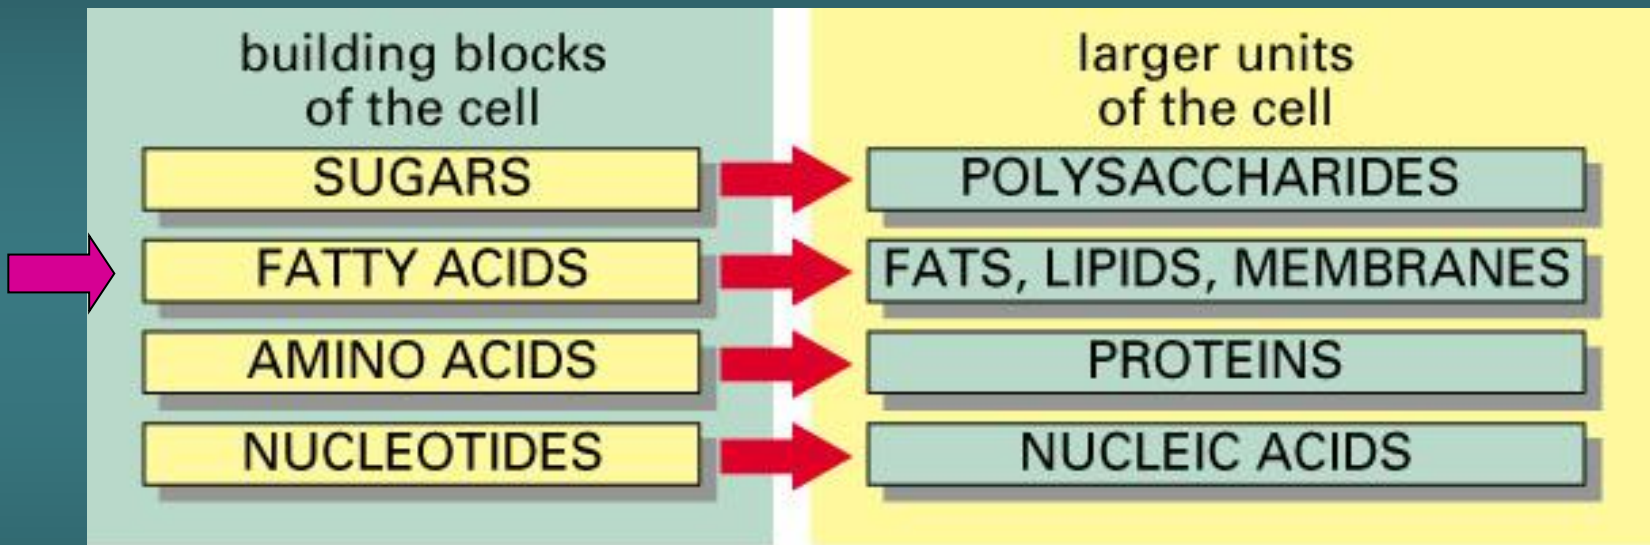 building blocks
of the cell
larger units
of the cell
SUGARS
POLYSACCHARIDES
FATTY ACIDS
FATS, LIPIDS, MEMBRANES
AMINO ACIDS
PROTEINS
NUCLEOTIDES
NUCLEIC ACIDS